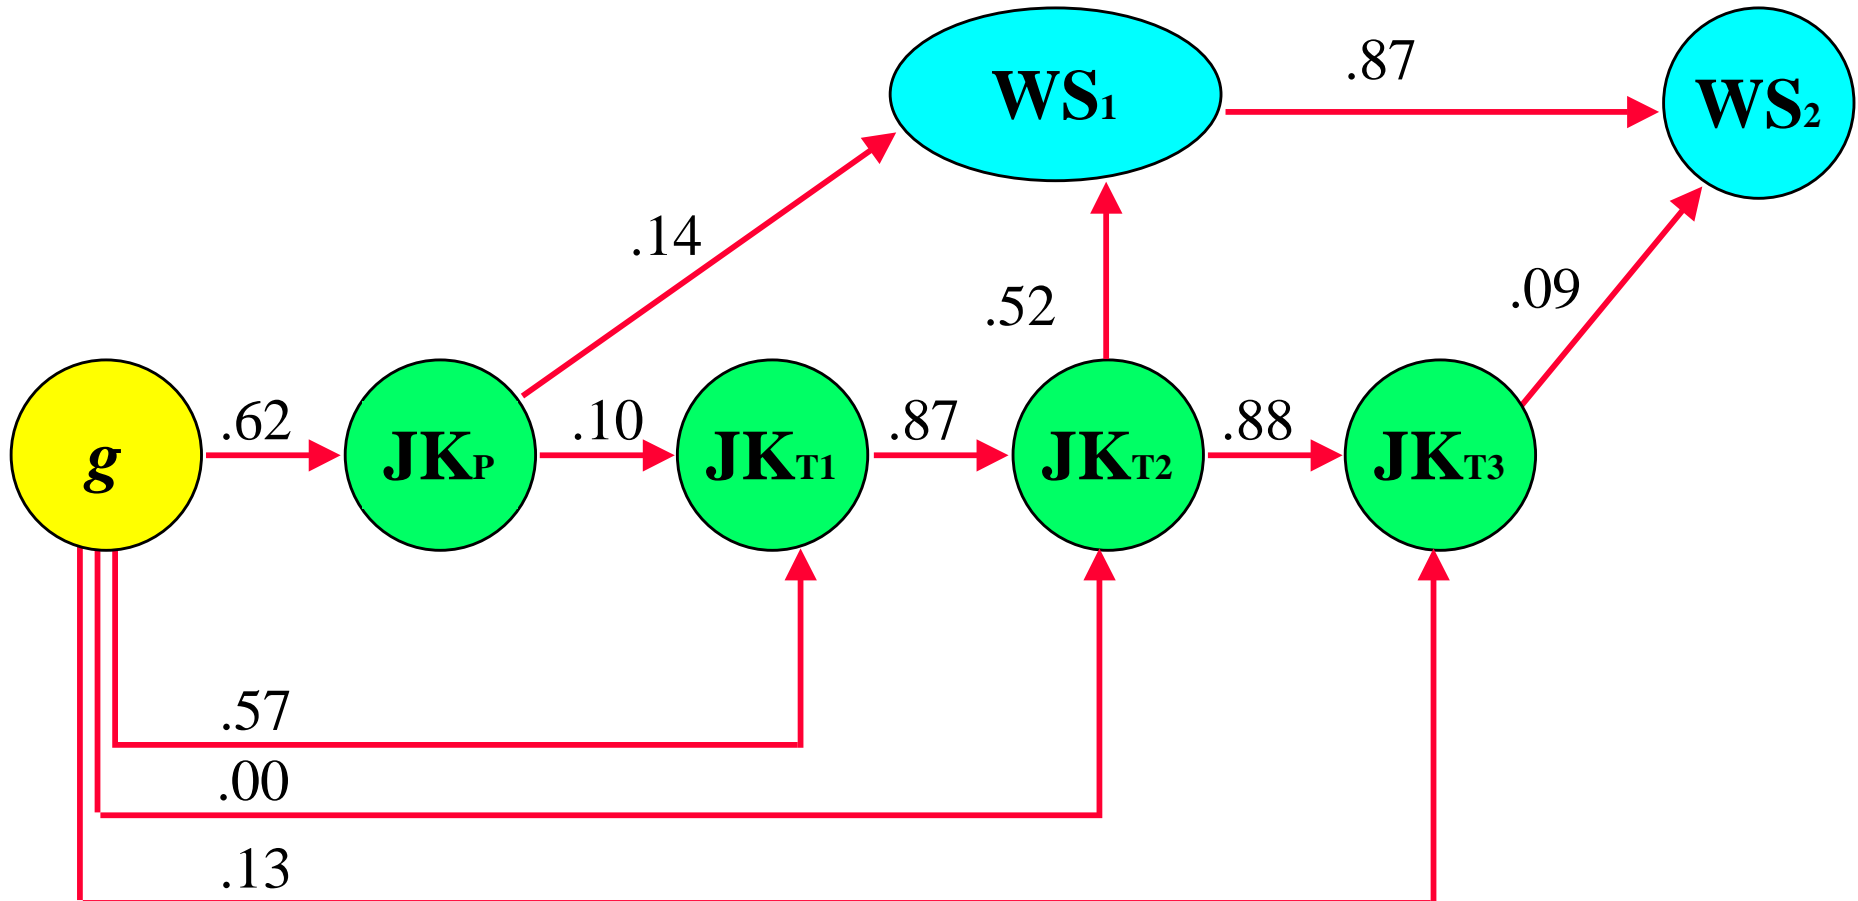 WS1
.87
WS2
.14
.52
.09
g
.62
JKP
.10
JKT1
.87
JKT2
.88
JKT3
.57
.00
.13